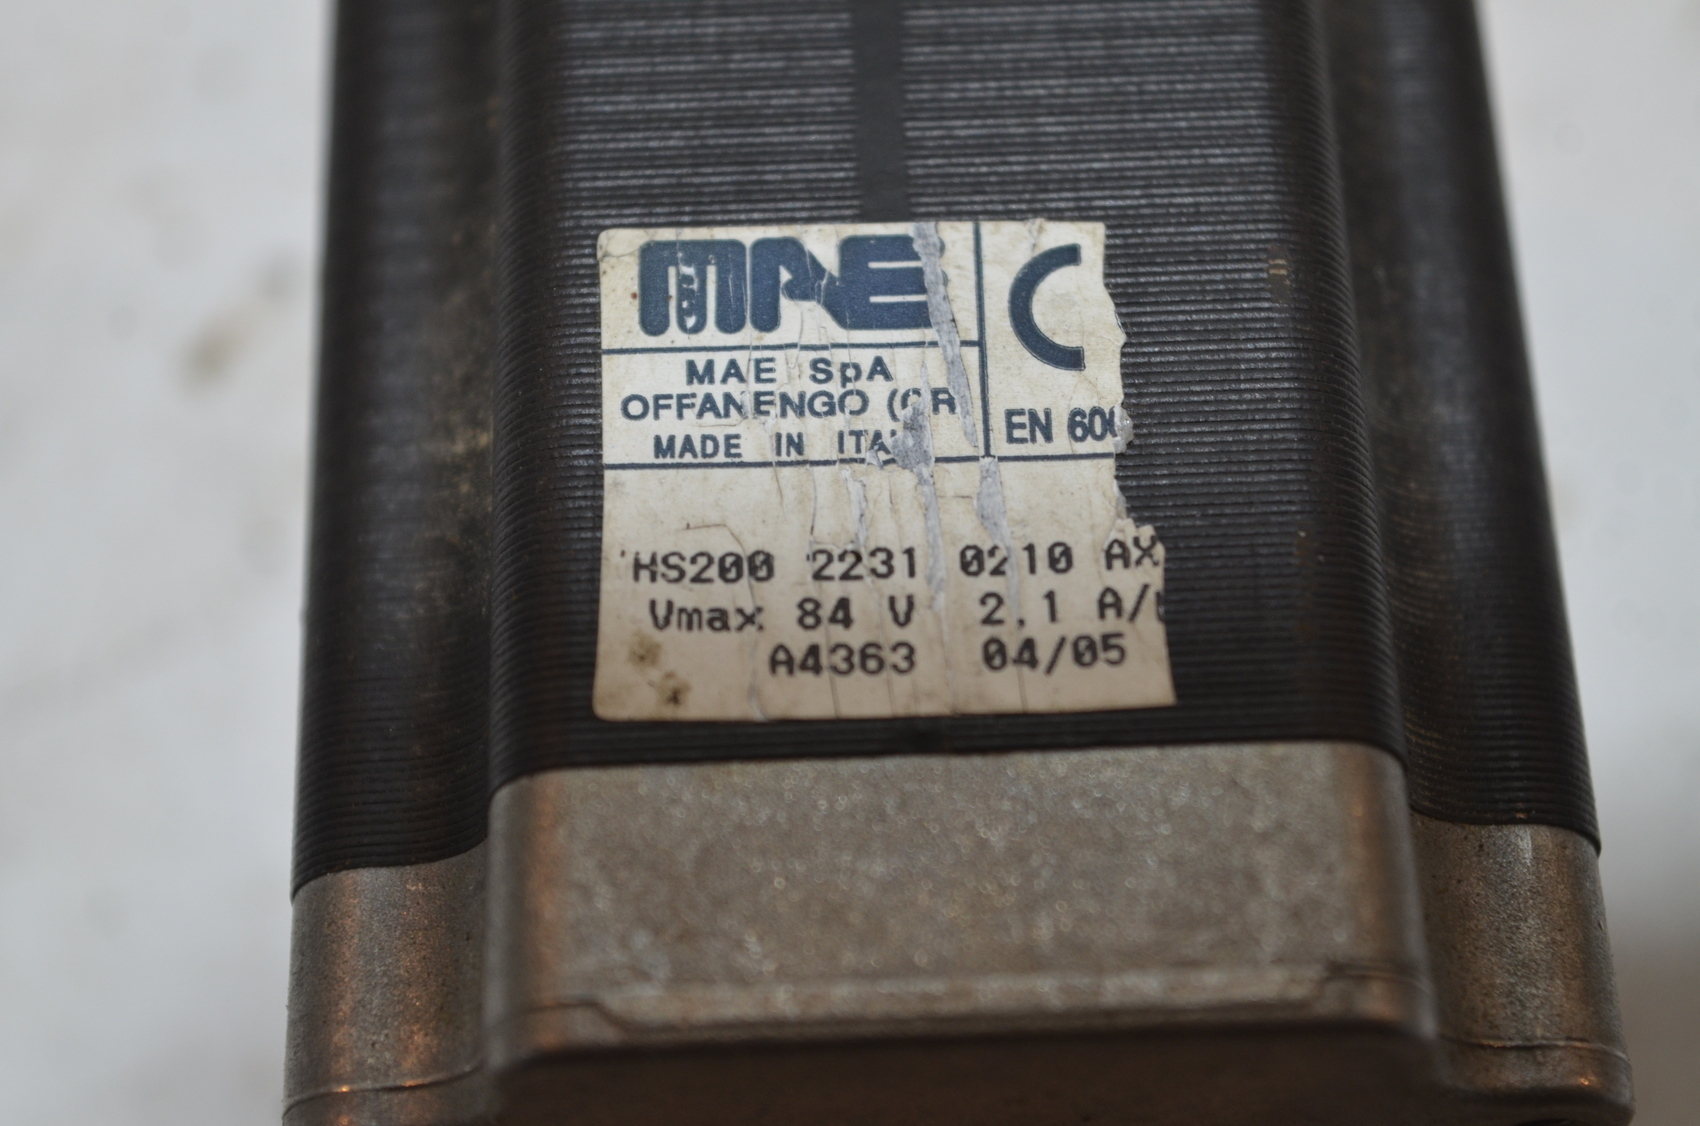 MAE
MAE SpA
OFFANENGO (CR
MADE IN ITA
C
EN 60
HS200 2231 0210 AX
Vmax 84 V 2.1 A/
A4363 04/05